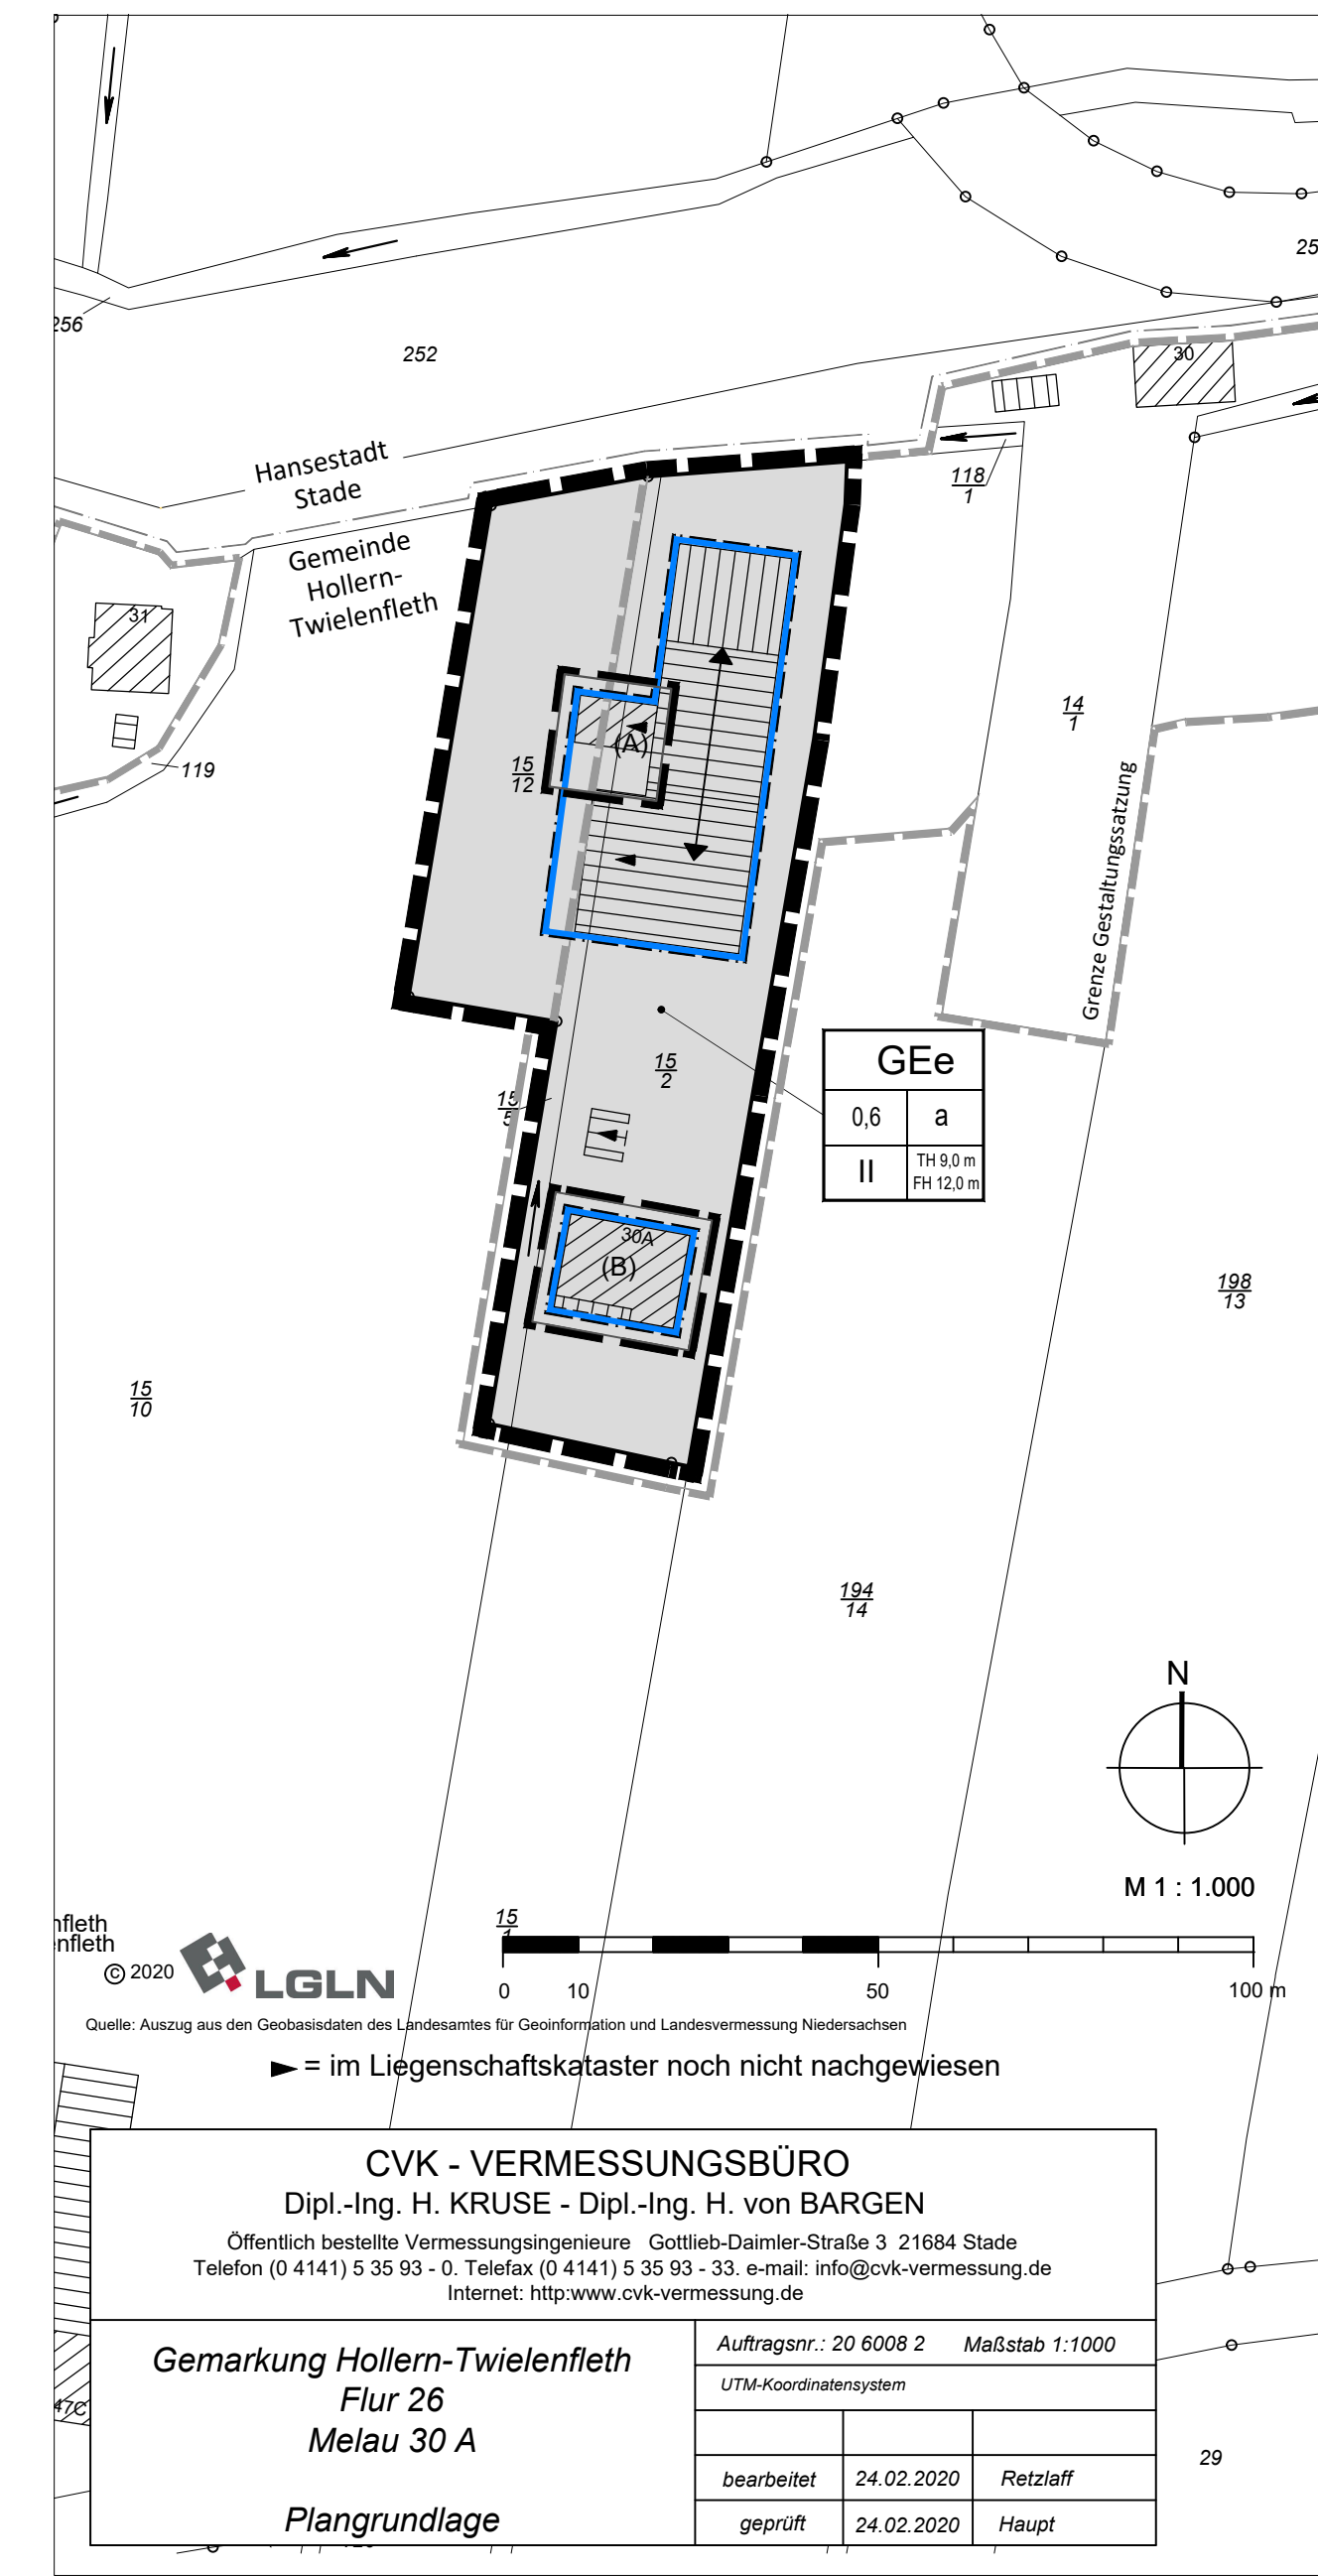 256
252
25
30
Hansestadt
Stade
118
1
Gemeinde
Hollern-
Twielenfleth
31
14
1
(A)
15
12
119
Grenze Gestaltungssatzung
GEe
15
2
15
5
0,6 a
II TH 9,0 m
FH 12,0 m
30A
(B)
198
13
15
10
194
14
N
M 1 : 1.000
15
nfleth
enfleth
© 2020
LGLN
0 10 50 100 m
Quelle: Auszug aus den Geobasisdaten des Landesamtes für Geoinformation und Landesvermessung Niedersachsen
= im Liegenschaftskataster noch nicht nachgewiesen
CVK - VERMESSUNGSBÜRO
Dipl.-Ing. H. KRUSE - Dipl.-Ing. H. von BARGEN
Öffentlich bestellte Vermessungsingenieure Gottlieb-Daimler-Straße 3 21684 Stade
Telefon (0 4141) 5 35 93 - 0. Telefax (0 4141) 5 35 93 - 33. e-mail: info@cvk-vermessung.de
Internet: http:www.cvk-vermessung.de
Gemarkung Hollern-Twielenfleth
Flur 26
Melau 30 A
Plangrundlage
Auftragsnr.: 20 6008 2 Maßstab 1:1000
UTM-Koordinatensystem
bearbeitet 24.02.2020 Retzlaff
geprüft 24.02.2020 Haupt
47C
29